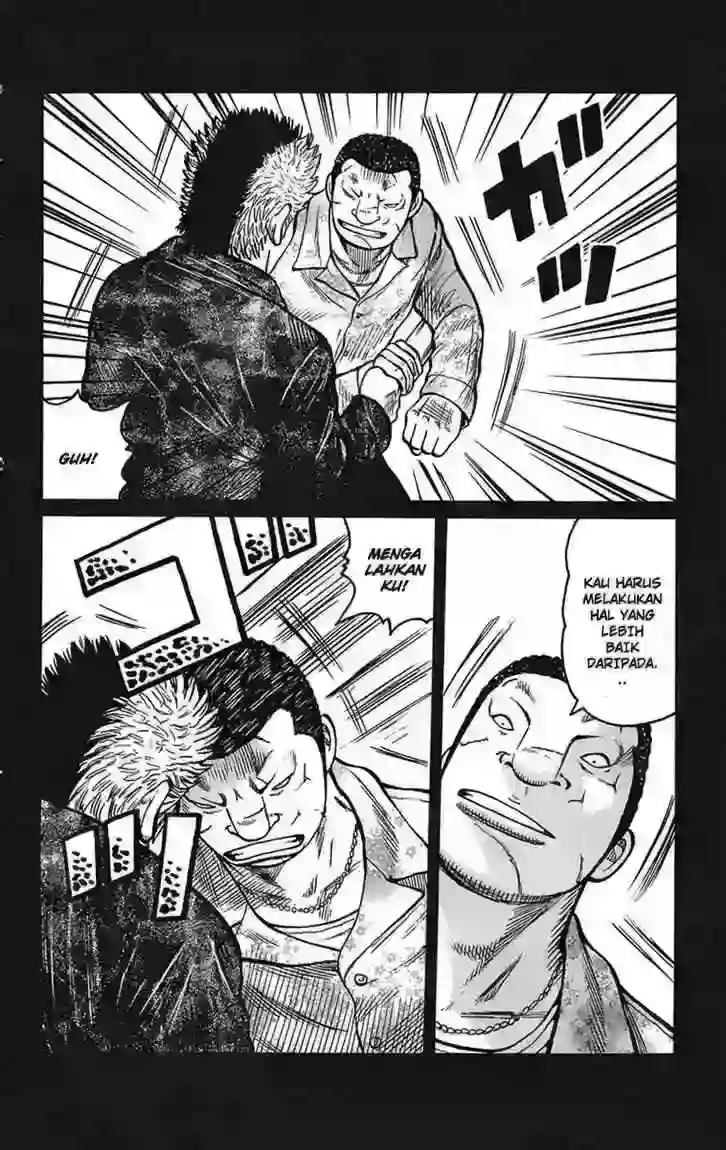 ガ
ッ
GUH!
KAU HARUS
MELAKUKAN
HAL YANG
LEBIH
BAIK
DARIPADA.
..
MENGA
LAHKAN
KU!